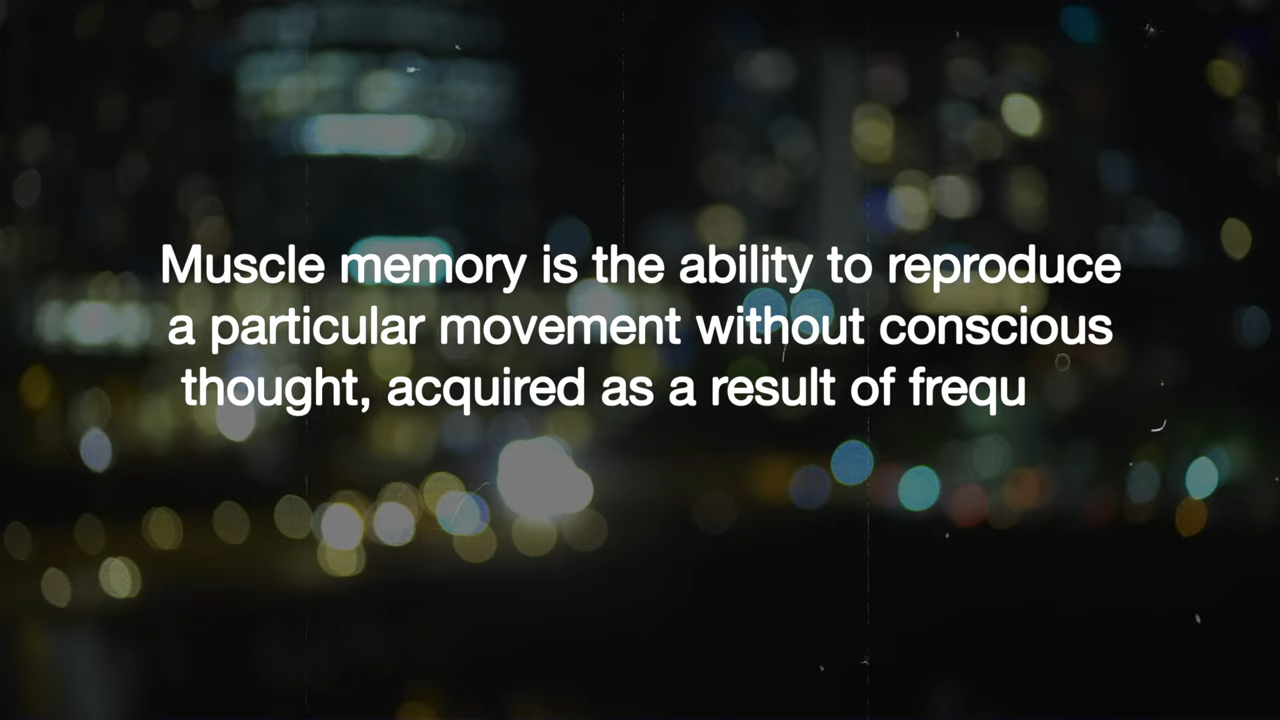 Muscle memory is the ability to reproduce
a particular movement without conscious
thought, acquired as a result of frequ